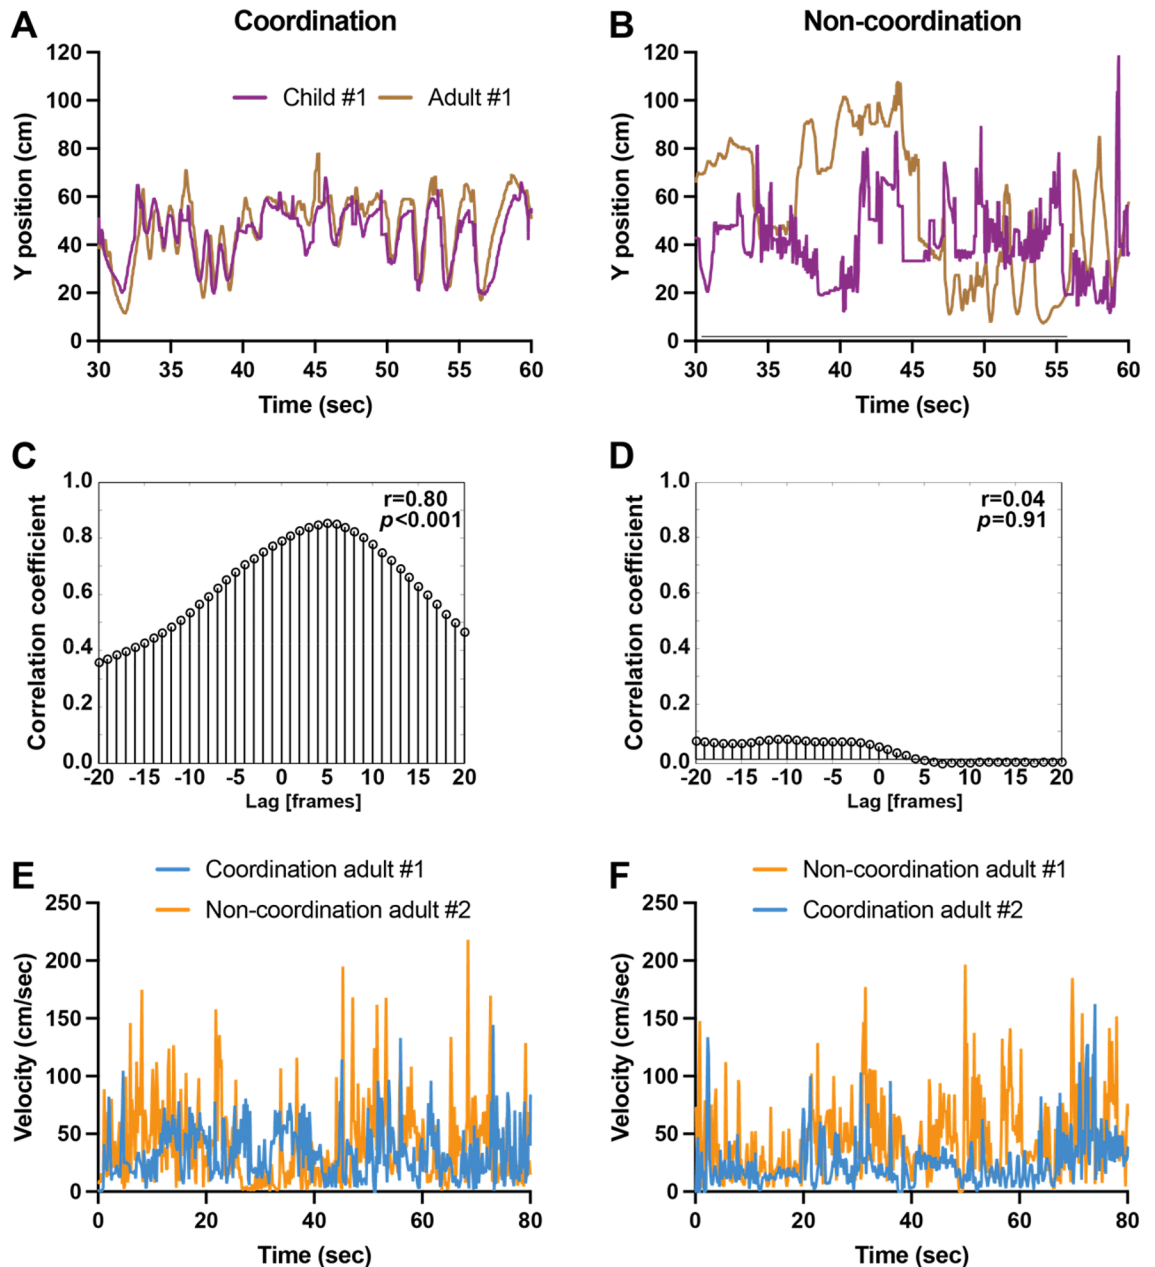 A
Coordination
B
Non-coordination
120
100
80
60
40
20
0
Y position (cm)
Child #1
Adult #1
30
35
40
45
50
55
60
Time (sec)
120
100
80
60
40
20
0
Y position (cm)
30
35
40
45
50
55
60
Time (sec)
C
1.0
0.8
0.6
0.4
0.2
0.0
Correlation coefficient
r=0.80
p<0.001
-20
-15
-10
-5
0
5
10
15
20
Lag [frames]
D
1.0
0.8
0.6
0.4
0.2
0.0
Correlation coefficient
r=0.04
p=0.91
-20
-15
-10
-5
0
5
10
15
20
Lag [frames]
E
Coordination adult #1
Non-coordination adult #2
250
200
150
100
50
0
Velocity (cm/sec)
0
20
40
60
80
Time (sec)
F
Non-coordination adult #1
Coordination adult #2
250
200
150
100
50
0
Velocity (cm/sec)
0
20
40
60
80
Time (sec)